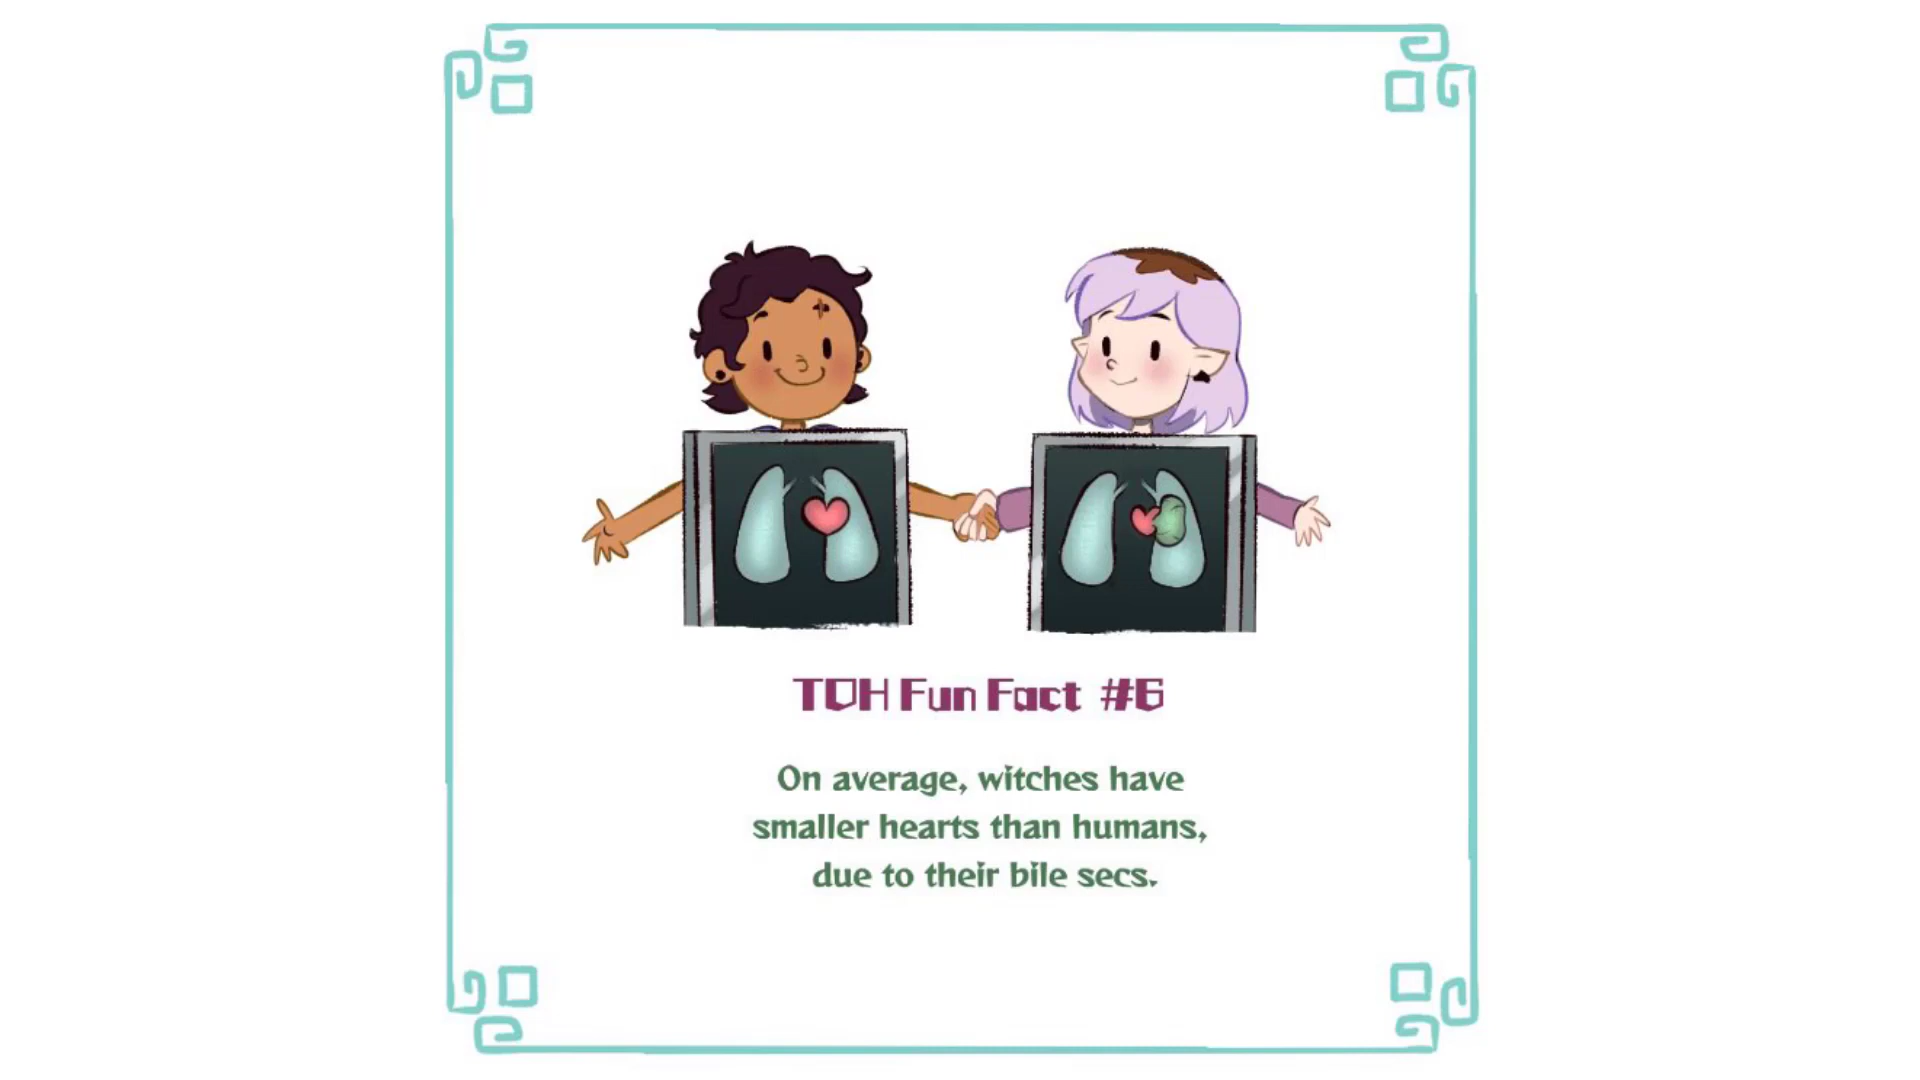 TOH Fun Fact #6
On average, witches have
smaller hearts than humans,
due to their bile secs.